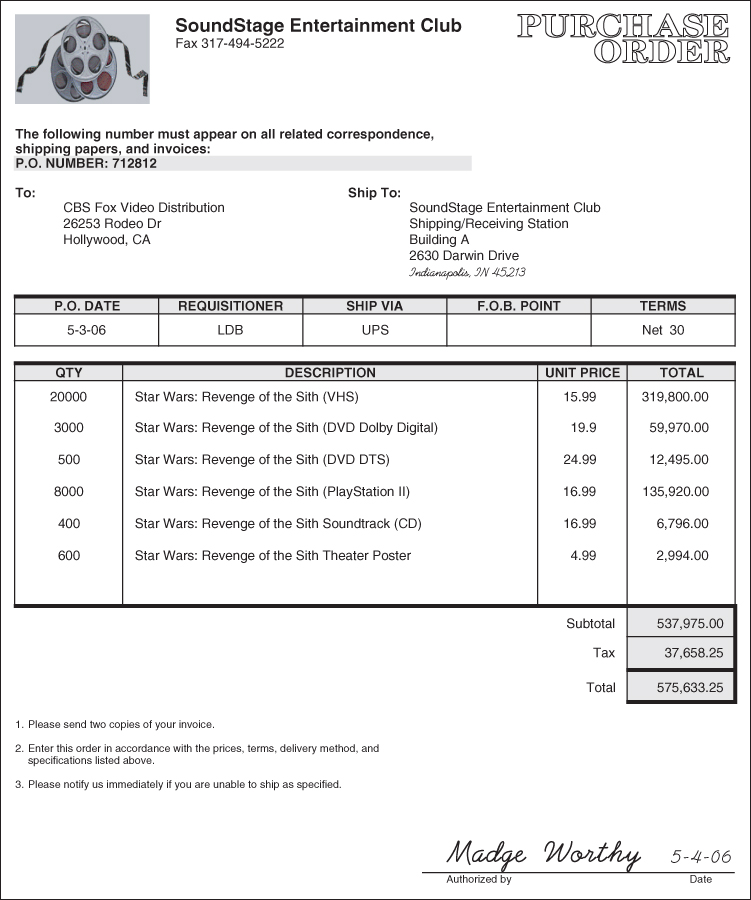 SoundStage Entertainment Club
Fax 317-494-5222
PURCHASE
ORDER
The following number must appear on all related correspondence,
shipping papers, and invoices:
P.O. NUMBER: 712812
To:
CBS Fox Video Distribution
26253 Rodeo Dr
Hollywood, CA
Ship To:
SoundStage Entertainment Club
Shipping/Receiving Station
Building A
2630 Darwin Drive
Indianapolis, IN 45213
P.O. DATE REQUISITIONER SHIP VIA F.O.B. POINT TERMS
5-3-06 LDB UPS Net 30
QTY DESCRIPTION UNIT PRICE TOTAL
20000 Star Wars: Revenge of the Sith (VHS) 15.99 319,800.00
3000 Star Wars: Revenge of the Sith (DVD Dolby Digital) 19.9 59,970.00
500 Star Wars: Revenge of the Sith (DVD DTS) 24.99 12,495.00
8000 Star Wars: Revenge of the Sith (PlayStation II) 16.99 135,920.00
400 Star Wars: Revenge of the Sith Soundtrack (CD) 16.99 6,796.00
600 Star Wars: Revenge of the Sith Theater Poster 4.99 2,994.00
Subtotal 537,975.00
Tax 37,658.25
Total 575,633.25
1. Please send two copies of your invoice.
2. Enter this order in accordance with the prices, terms, delivery method, and
specifications listed above.
3. Please notify us immediately if you are unable to ship as specified.
Madge Worthy 5-4-06
Authorized by Date